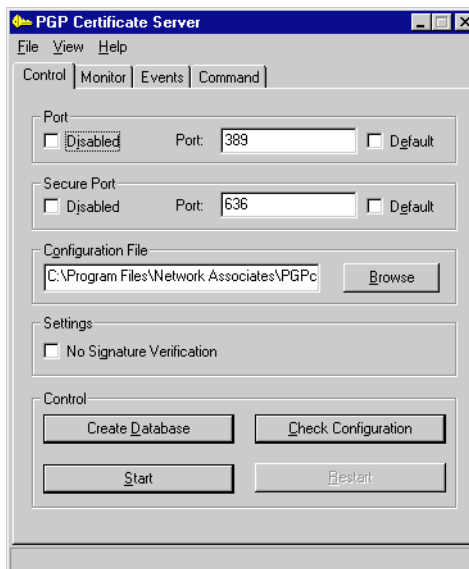 PGP Certificate Server
File View Help
Control Monitor Events Command
Port
Disabled Port: 389 Default
Secure Port
Disabled Port: 636 Default
Configuration File
C:\Program Files\Network Associates\PGPc Browse
Settings
No Signature Verification
Control
Create Database Check Configuration
Start Restart